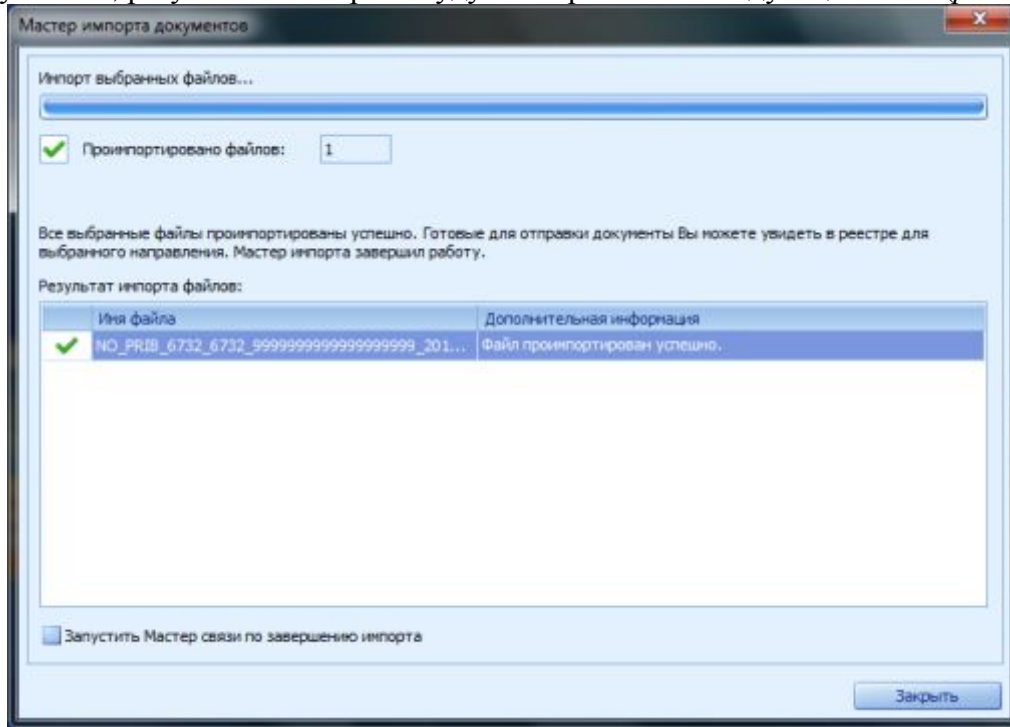 Мастер импорта документов
Импорт выбранных файлов...
Проимпортировано файлов: 1
Все выбранные файлы проимпортированы успешно. Готовые для отправки документы Вы можете увидеть в реестре для
выбранного направления. Мастер импорта завершил работу.
Результат импорта файлов:
Имя файла Дополнительная информация
NO_PRIB_6732_6732_9999999999999999999_201... Файл проимпортирован успешно.
Запустить Мастер связи по завершению импорта
Закрыть